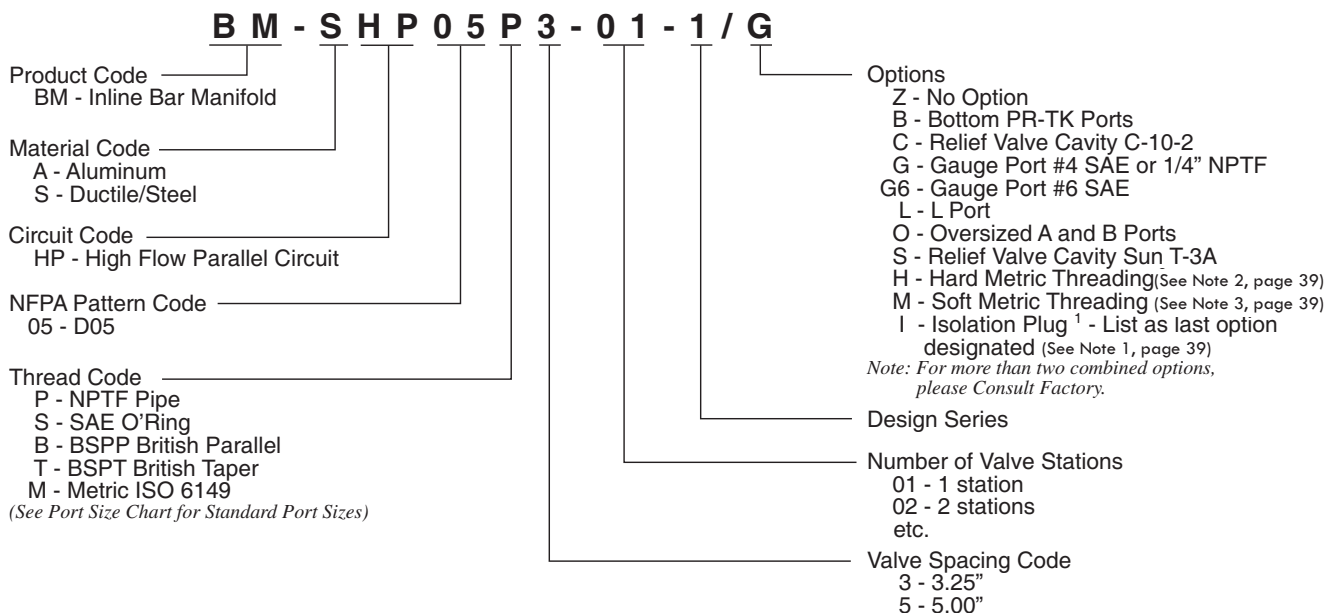 BM-SHP05P3-01-1/G
Product Code
BM - Inline Bar Manifold
Material Code
A - Aluminum
S - Ductile/Steel
Circuit Code
HP - High Flow Parallel Circuit
NFPA Pattern Code
05 - D05
Thread Code
P - NPTF Pipe
S - SAE O'Ring
B - BSPP British Parallel
T - BSPT British Taper
M - Metric ISO 6149
(See Port Size Chart for Standard Port Sizes)
Options
Z - No Option
B - Bottom PR-TK Ports
C - Relief Valve Cavity C-10-2
G - Gauge Port #4 SAE or 1/4" NPTF
G6 - Gauge Port #6 SAE
L - L Port
O - Oversized A and B Ports
S - Relief Valve Cavity Sun T-3A
H - Hard Metric Threading(See Note 2, page 39)
M - Soft Metric Threading (See Note 3, page 39)
I - Isolation Plug ¹ - List as last option
designated (See Note 1, page 39)
Note: For more than two combined options,
please Consult Factory.
Design Series
Number of Valve Stations
01 - 1 station
02 - 2 stations
etc.
Valve Spacing Code
3 - 3.25"
5 - 5.00"